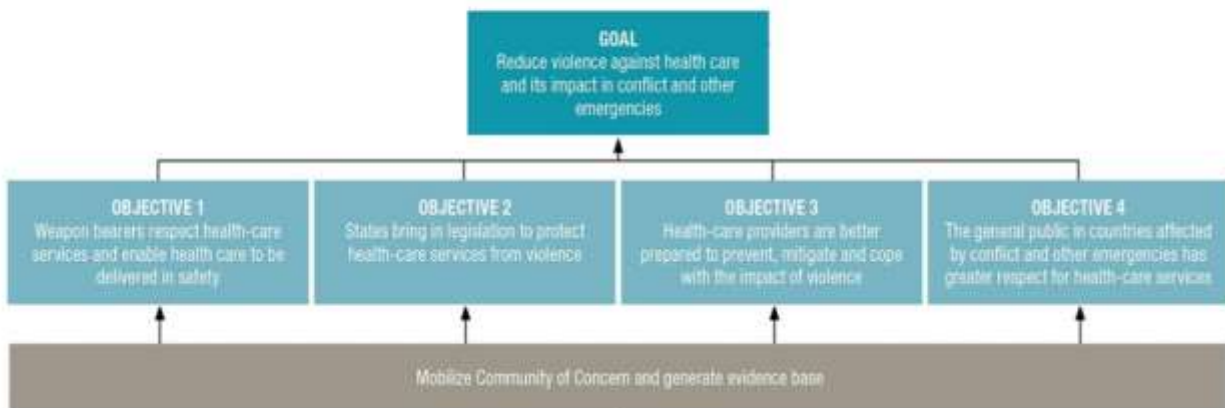 GOAL
Reduce violence against health care
and its impact in conflict and other
emergencies
OBJECTIVE 1
Weapon bearers respect health-care
services and enable health care to be
delivered in safety
OBJECTIVE 2
States bring in legislation to protect
health-care services from violence
OBJECTIVE 3
Health-care providers are better
prepared to prevent, mitigate and cope
with the impact of violence
OBJECTIVE 4
The general public in countries affected
by conflict and other emergencies has
greater respect for health-care services
Mobilize Community of Concern and generate evidence base